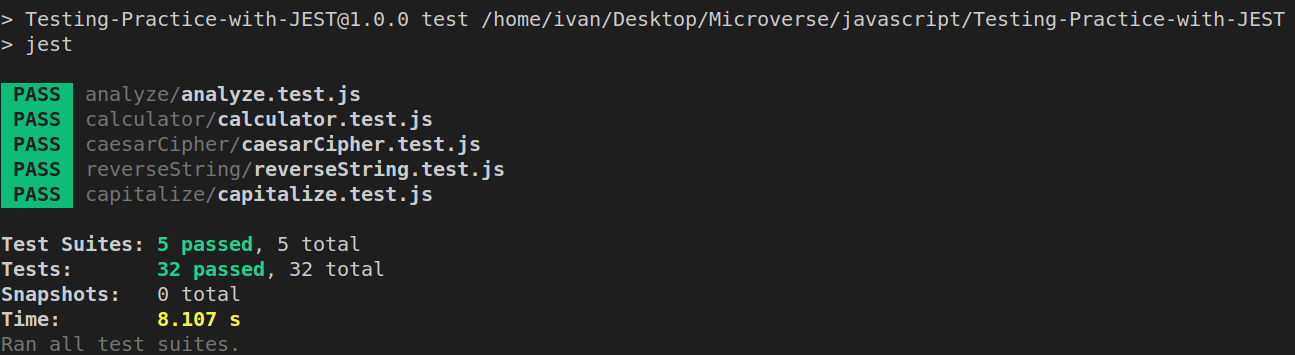 > Testing-Practice-with-JEST@1.0.0 test /home/ivan/Desktop/Microverse/javascript/Testing-Practice-with-JEST
> jest
PASS analyze/analyze.test.js
PASS calculator/calculator.test.js
PASS caesarCipher/caesarCipher.test.js
PASS reverseString/reverseString.test.js
PASS capitalize/capitalize.test.js
Test Suites: 5 passed, 5 total
Tests: 32 passed, 32 total
Snapshots: 0 total
Time: 8.107 s
Ran all test suites.